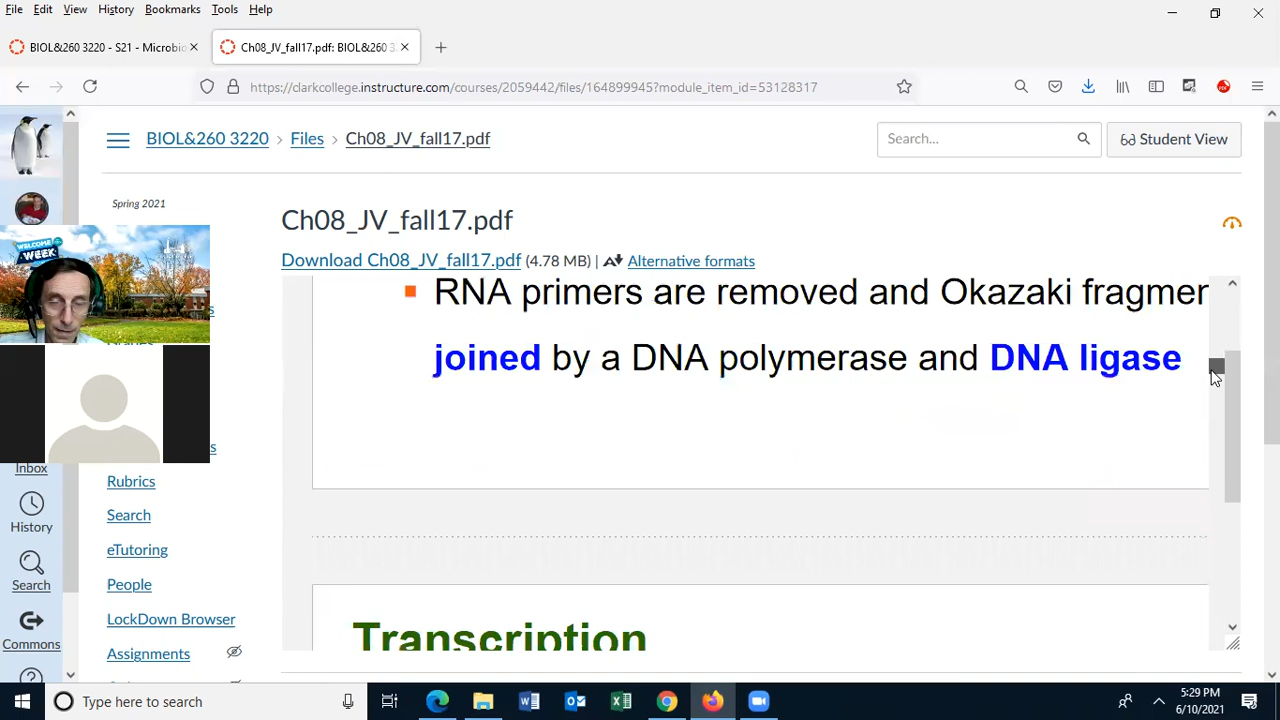 File Edit View History Bookmarks Tools Help
BIOL&260 3220 - S21 - Microbio
Ch08_JV_fall17.pdf: BIOL&260 3
https://clarkcollege.instructure.com/courses/2059442/files/164899945?module_item_id=53128317
BIOL&260 3220 > Files > Ch08_JV_fall17.pdf
Search...
Student View
Spring 2021
Ch08_JV_fall17.pdf
Download Ch08_JV_fall17.pdf (4.78 MB) | Alternative formats
WELCOME
WEEK
RNA primers are removed and Okazaki fragmen
joined by a DNA polymerase and DNA ligase
Transcription
Inbox
History
Search
Commons
Rubrics
Search
eTutoring
People
LockDown Browser
Assignments
Type here to search
5:29 PM
6/10/2021